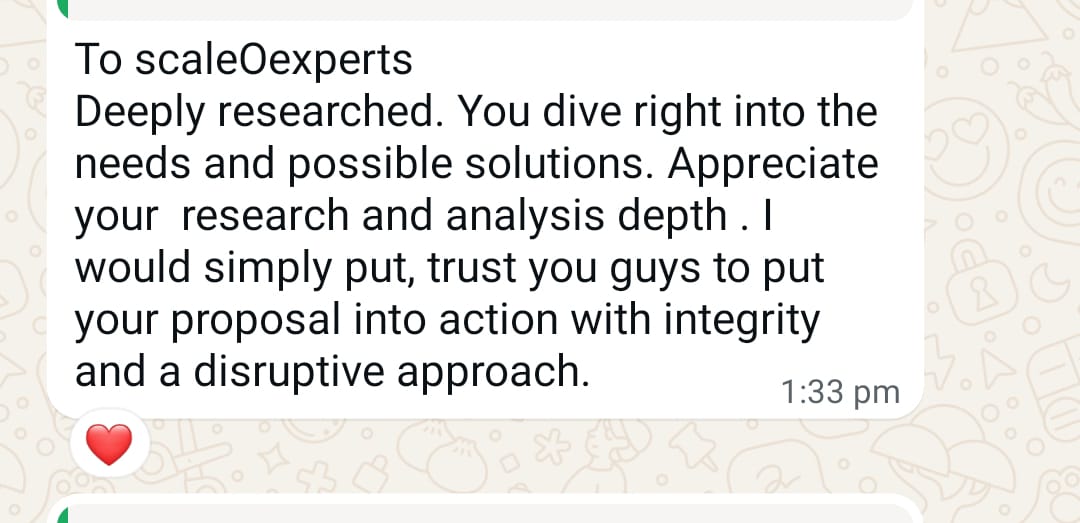 To scaleOexperts
Deeply researched. You dive right into the
needs and possible solutions. Appreciate
your  research and analysis depth . I
would simply put, trust you guys to put
your proposal into action with integrity
and a disruptive approach.
1:33 pm